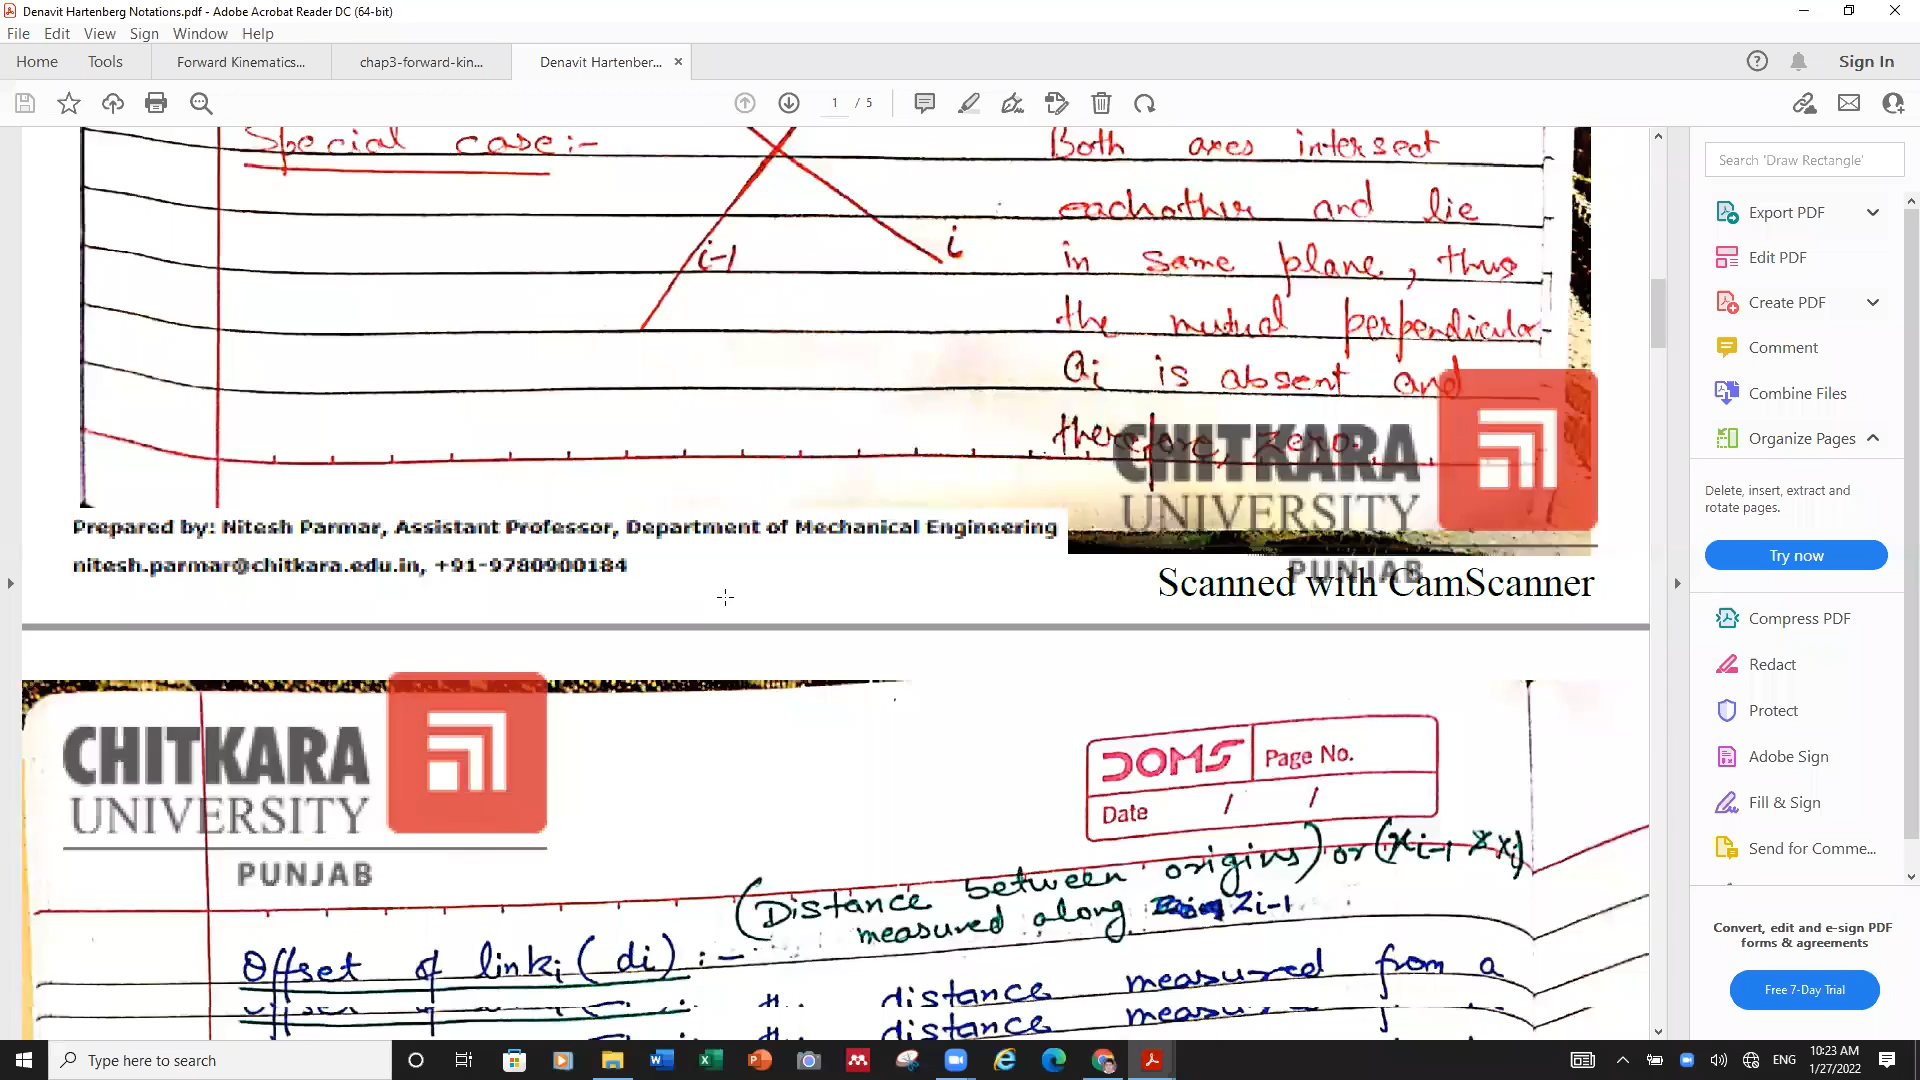 Denavit Hartenberg Notations.pdf - Adobe Acrobat Reader DC (64-bit)
File Edit View Sign Window Help
Home Tools Forward Kinematics... chap3-forward-kin... Denavit Hartenber...
Sign In
1 / 5
Search 'Draw Rectangle'
Export PDF
Edit PDF
Create PDF
Comment
Combine Files
Organize Pages
Delete, insert, extract and
rotate pages.
Try now
Compress PDF
Redact
Protect
Adobe Sign
Fill & Sign
Send for Comme...
Convert, edit and e-sign PDF
forms & agreements
Free 7-Day Trial
Special case:-
i-1
i
Both axes intersect
eachother and lie
in same plane, thus
the mutual perpendicular
ai is absent and
therefore, zero.
CHITKARA
UNIVERSITY
PUNJAB
Prepared by: Nitesh Parmar, Assistant Professor, Department of Mechanical Engineering
nitesh.parmar@chitkara.edu.in, +91-9780900184
Scanned with CamScanner
CHITKARA
UNIVERSITY
PUNJAB
DOMS Page No.
Date / /
(Distance between origins) or (xi-1 & xi)
measured along zi-1
Offset of linki (di) :-
distance measured from a
distance
Type here to search
ENG
10:23 AM
1/27/2022